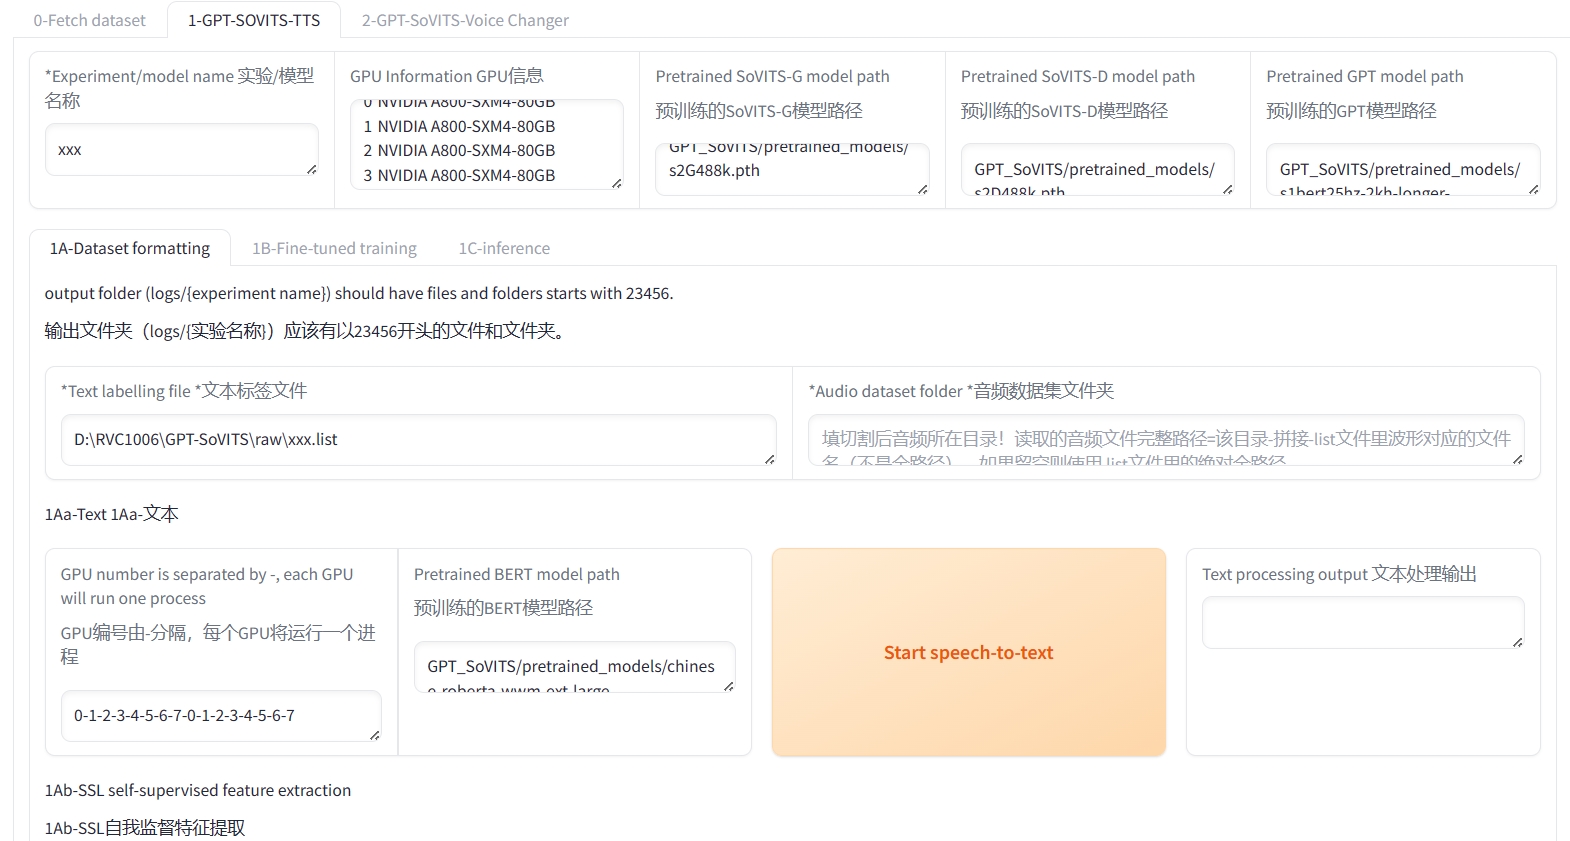 0-Fetch dataset
1-GPT-SOVITS-TTS
2-GPT-SoVITS-Voice Changer
*Experiment/model name 实验/模型
名称
xxx
GPU Information GPU信息
0 NVIDIA A800-SXM4-80GB
1 NVIDIA A800-SXM4-80GB
2 NVIDIA A800-SXM4-80GB
3 NVIDIA A800-SXM4-80GB
Pretrained SoVITS-G model path
预训练的SoVITS-G模型路径
GPT_SoVITS/pretrained_models/
s2G488k.pth
Pretrained SoVITS-D model path
预训练的SoVITS-D模型路径
GPT_SoVITS/pretrained_models/
s2D488k.pth
Pretrained GPT model path
预训练的GPT模型路径
GPT_SoVITS/pretrained_models/
s1bert25hz-2kh-longer-
1A-Dataset formatting
1B-Fine-tuned training
1C-inference
output folder (logs/{experiment name}) should have files and folders starts with 23456.
输出文件夹（logs/{实验名称}）应该有以23456开头的文件和文件夹。
*Text labelling file *文本标签文件
D:\RVC1006\GPT-SoVITS\raw\xxx.list
*Audio dataset folder *音频数据集文件夹
填切割后音频所在目录！读取的音频文件完整路径=该目录-拼接-list文件里波形对应的文件
名（不是全路径）。如果留空则使用.list文件里的绝对全路径
1Aa-Text 1Aa-文本
GPU number is separated by -, each GPU
will run one process
GPU编号由-分隔，每个GPU将运行一个进
程
0-1-2-3-4-5-6-7-0-1-2-3-4-5-6-7
Pretrained BERT model path
预训练的BERT模型路径
GPT_SoVITS/pretrained_models/chines
e-roberta-wwm-ext-large
Start speech-to-text
Text processing output 文本处理输出
1Ab-SSL self-supervised feature extraction
1Ab-SSL自我监督特征提取